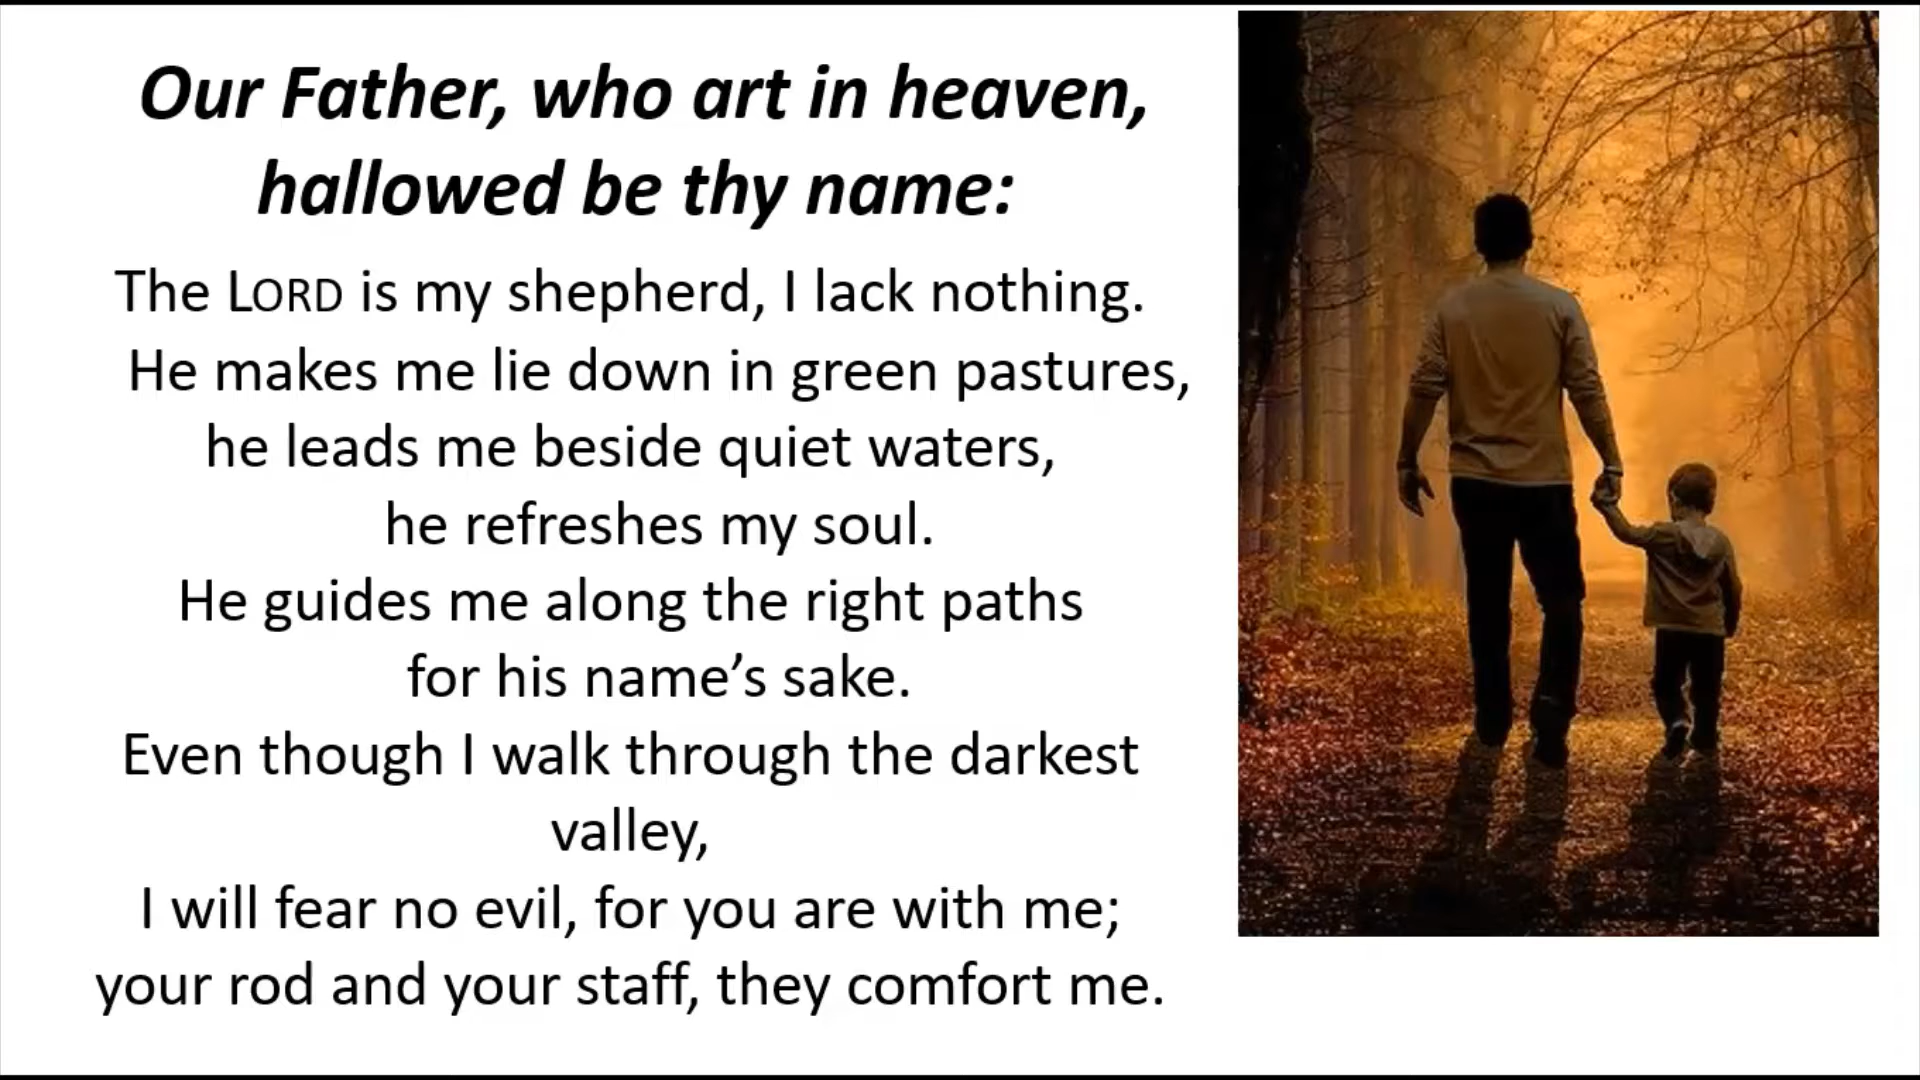 Our Father, who art in heaven,
hallowed be thy name:
The LORD is my shepherd, I lack nothing.
He makes me lie down in green pastures,
he leads me beside quiet waters,
he refreshes my soul.
He guides me along the right paths
for his name’s sake.
Even though I walk through the darkest
valley,
I will fear no evil, for you are with me;
your rod and your staff, they comfort me.